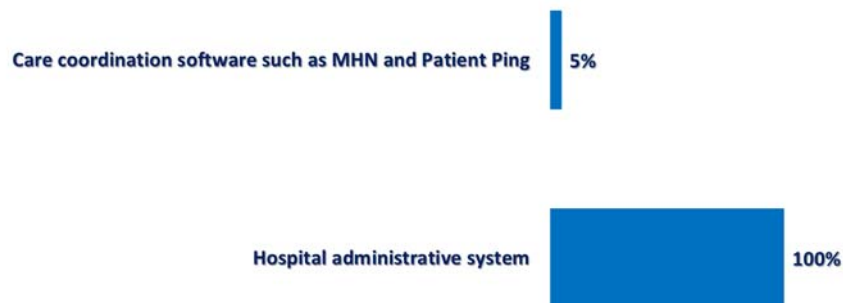 Care coordination software such as MHN and Patient Ping 5%
Hospital administrative system 100%